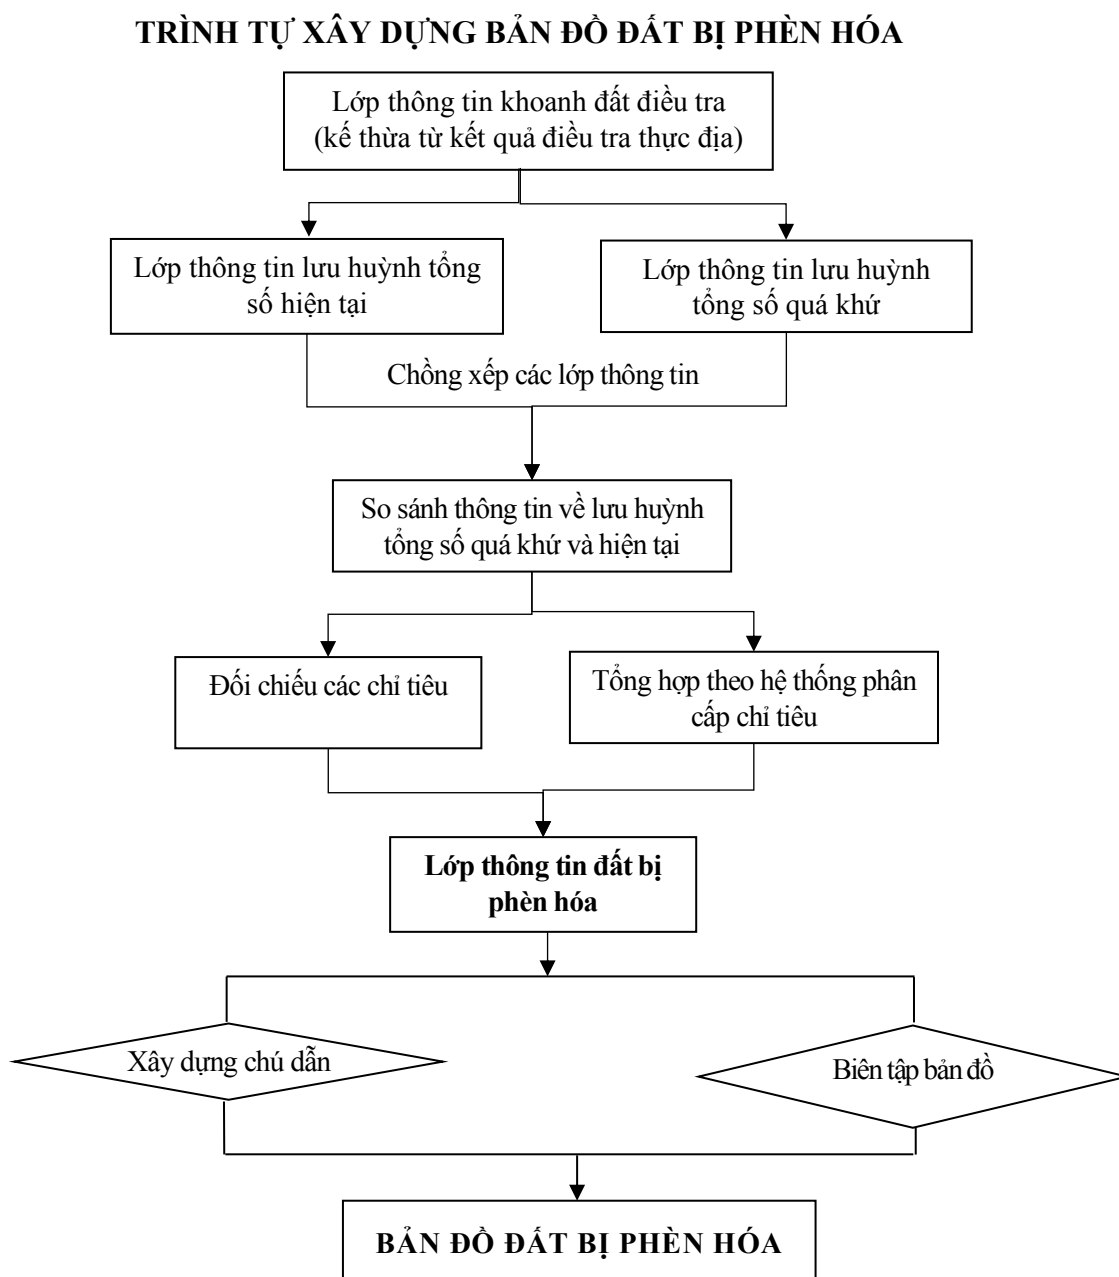 TRÌNH TỰ XÂY DỰNG BẢN ĐỒ ĐẤT BỊ PHÈN HÓA
Lớp thông tin khoanh đất điều tra
(kế thừa từ kết quả điều tra thực địa)
Lớp thông tin lưu huỳnh tổng
số hiện tại
Lớp thông tin lưu huỳnh
tổng số quá khứ
Chồng xếp các lớp thông tin
So sánh thông tin về lưu huỳnh
tổng số quá khứ và hiện tại
Đối chiếu các chỉ tiêu
Tổng hợp theo hệ thống phân
cấp chỉ tiêu
Lớp thông tin đất bị
phèn hóa
Xây dựng chú dẫn
Biên tập bản đồ
BẢN ĐỒ ĐẤT BỊ PHÈN HÓA